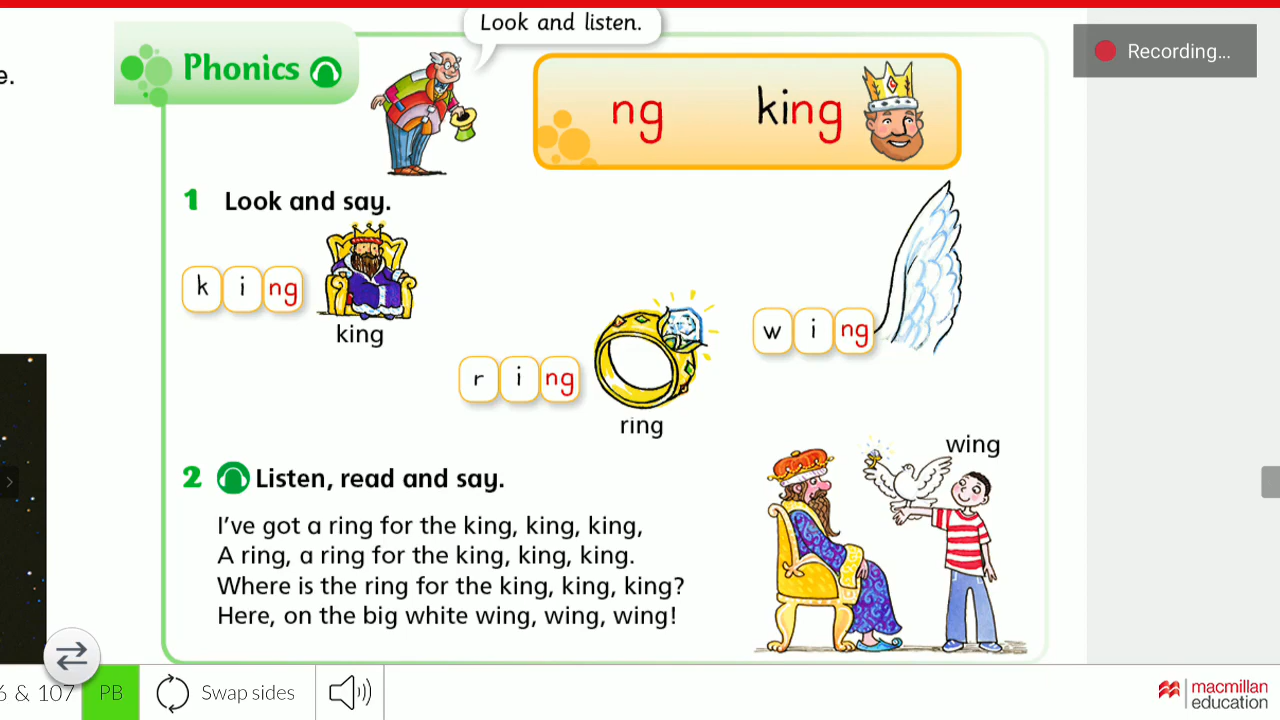 Look and listen.
Recording...
e.
Phonics
ng king
1 Look and say.
k i ng
king
r i ng
ring
w i ng
wing
2 Listen, read and say.
I've got a ring for the king, king, king,
A ring, a ring for the king, king, king.
Where is the ring for the king, king, king?
Here, on the big white wing, wing, wing!
6 & 107 PB Swap sides
macmillan
education